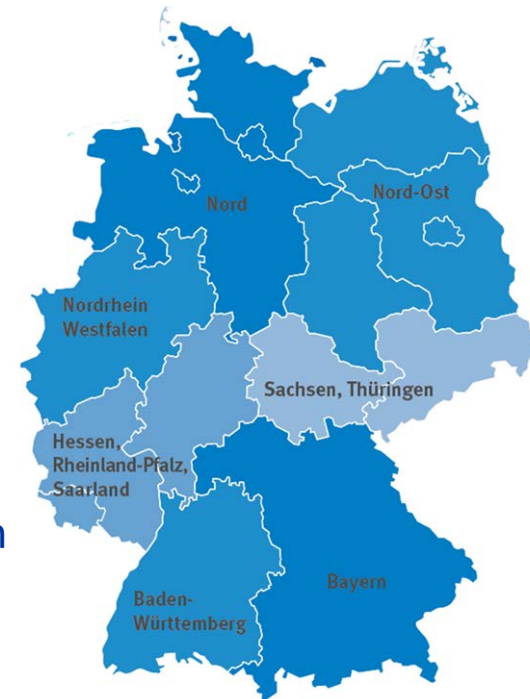 Nord
Nord-Ost
Nordrhein
Westfalen
Sachsen, Thüringen
Hessen,
Rheinland-Pfalz,
Saarland
n
Bayern
Baden-
Württemberg